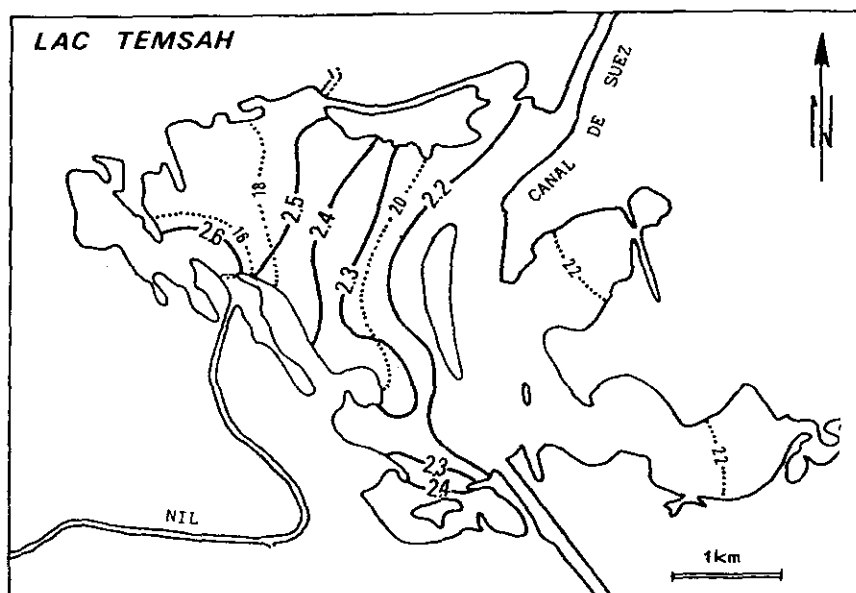 LAC TEMSAH
N
CANAL DE SUEZ
18
2.5
2.4
20
2.2
2.6
16
2.3
22
22
2.3
2.4
NIL
1km